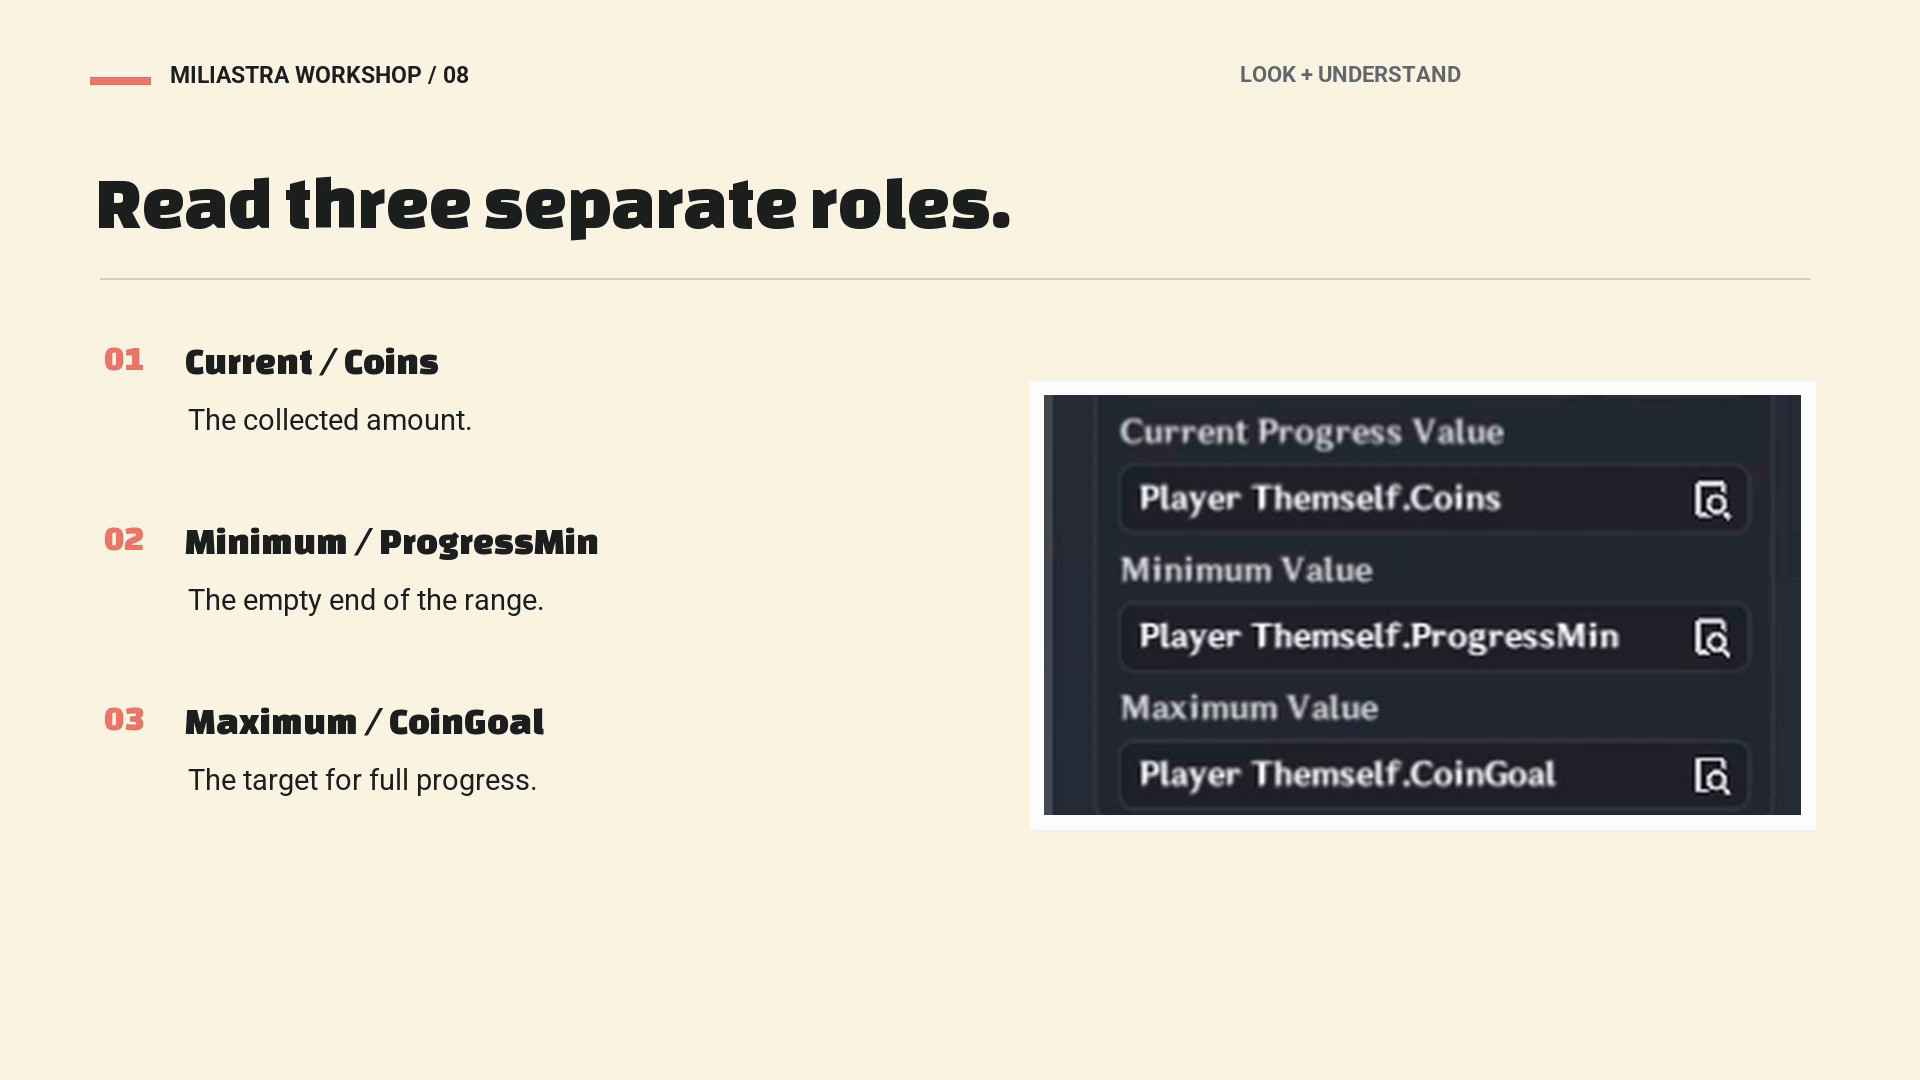 MILIASTRA WORKSHOP / 08
LOOK + UNDERSTAND
Read three separate roles.
01 Current / Coins
The collected amount.
02 Minimum / ProgressMin
The empty end of the range.
03 Maximum / CoinGoal
The target for full progress.
Current Progress Value
Player Themself.Coins
Minimum Value
Player Themself.ProgressMin
Maximum Value
Player Themself.CoinGoal